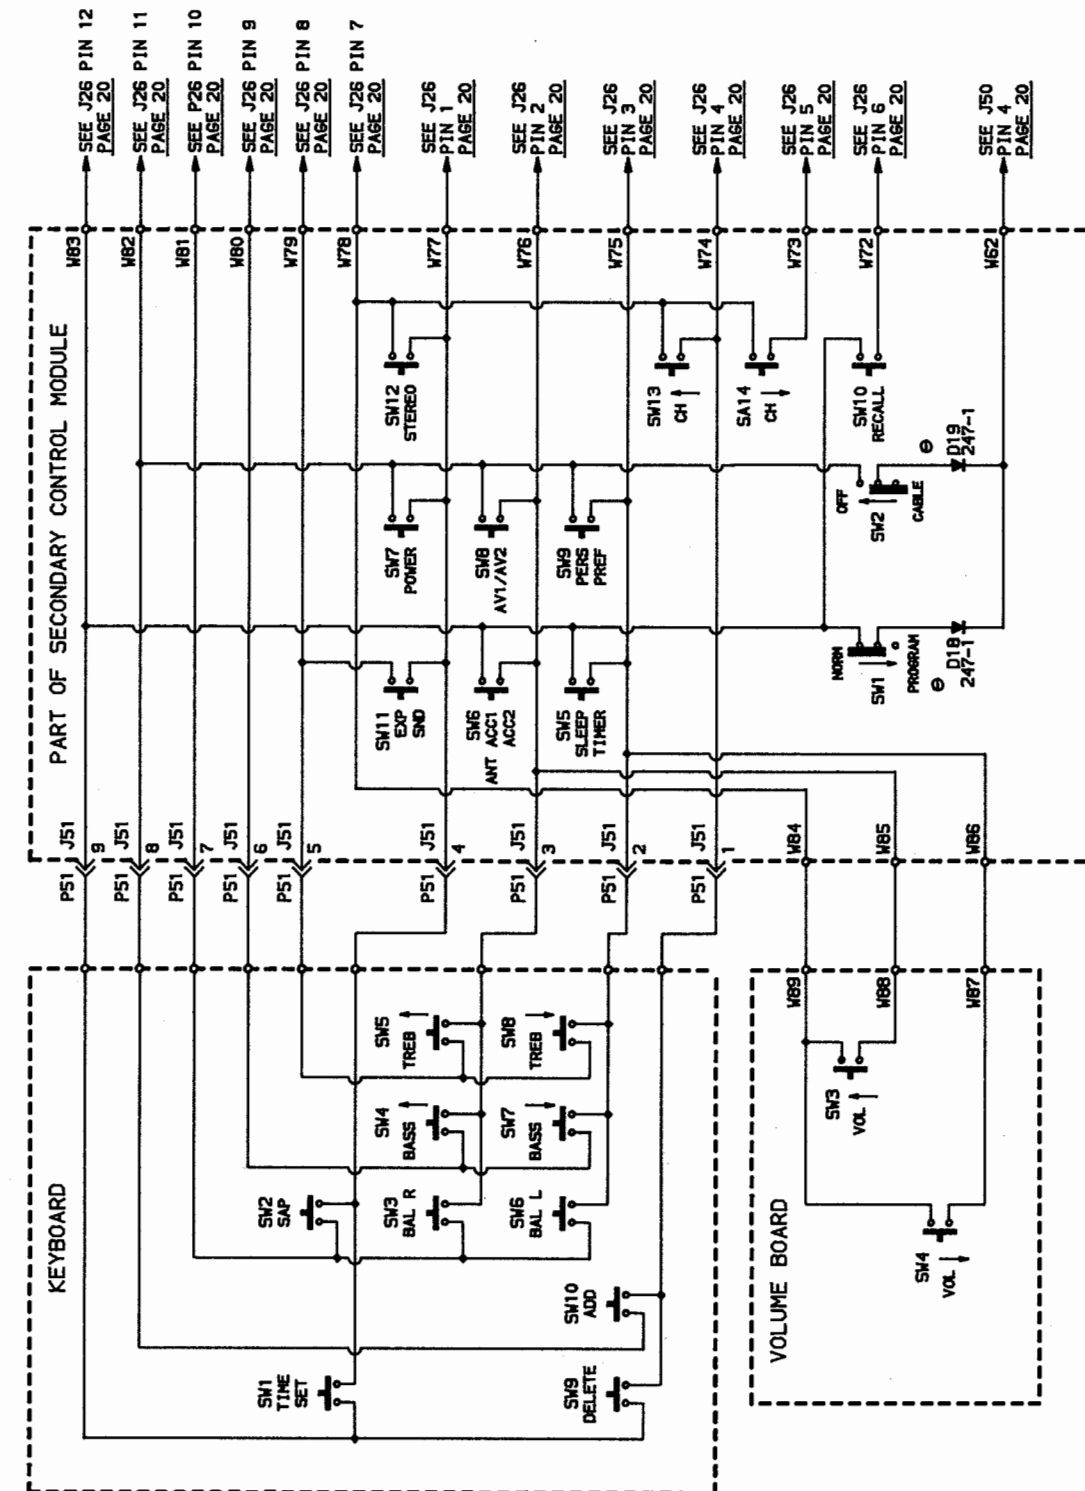 SEE J26 PIN 12
PAGE 20
SEE J26 PIN 11
PAGE 20
SEE P26 PIN 10
PAGE 20
SEE J26 PIN 9
PAGE 20
SEE J26 PIN 8
PAGE 20
SEE J26 PIN 7
PAGE 20
SEE J26
PIN 1
PAGE 20
SEE J26
PIN 2
PAGE 20
SEE J26
PIN 3
PAGE 20
SEE J26
PIN 4
PAGE 20
SEE J26
PIN 5
PAGE 20
SEE J26
PIN 6
PAGE 20
SEE J50
PIN 4
PAGE 20
PART OF SECONDARY CONTROL MODULE
W83
W82
W81
W80
W79
W78
W77
W76
W75
W74
W73
W72
W62
SW12
STEREO
SW13
CH
SA14
CH
SW10
RECALL
SW7
POWER
SW8
AV1/AV2
SW9
PERS
PREF
OFF
SW2
CABLE
D19
247-1
SW11
EXP
SND
SW6
ANT ACC1
ACC2
SW5
SLEEP
TIMER
NORM
SW1
PROGRAM
D18
247-1
P51 J51
9
P51 J51
8
P51 J51
7
P51 J51
6
P51 J51
5
P51 J51
4
P51 J51
3
P51 J51
2
P51 J51
1
W84
W85
W86
KEYBOARD
SW5
TREB
SW8
TREB
SW4
BASS
SW7
BASS
SW2
SAP
SW3
BAL R
SW6
BAL L
SW10
ADD
SW1
TIME
SET
SW9
DELETE
VOLUME BOARD
W89
W88
W87
SW3
VOL
SW4
VOL